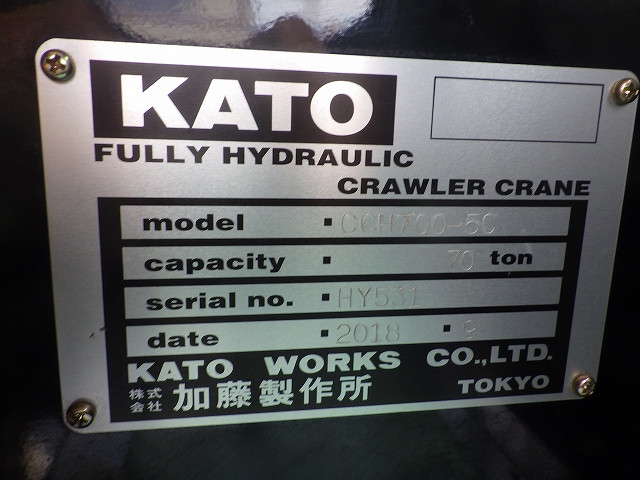 KATO
FULLY HYDRAULIC
CRAWLER CRANE
model ・CCH700-5C
capacity ・ 70 ton
serial no. ・HY531
date ・2018 ・9
KATO WORKS CO.,LTD.
株式会社 加藤製作所 TOKYO